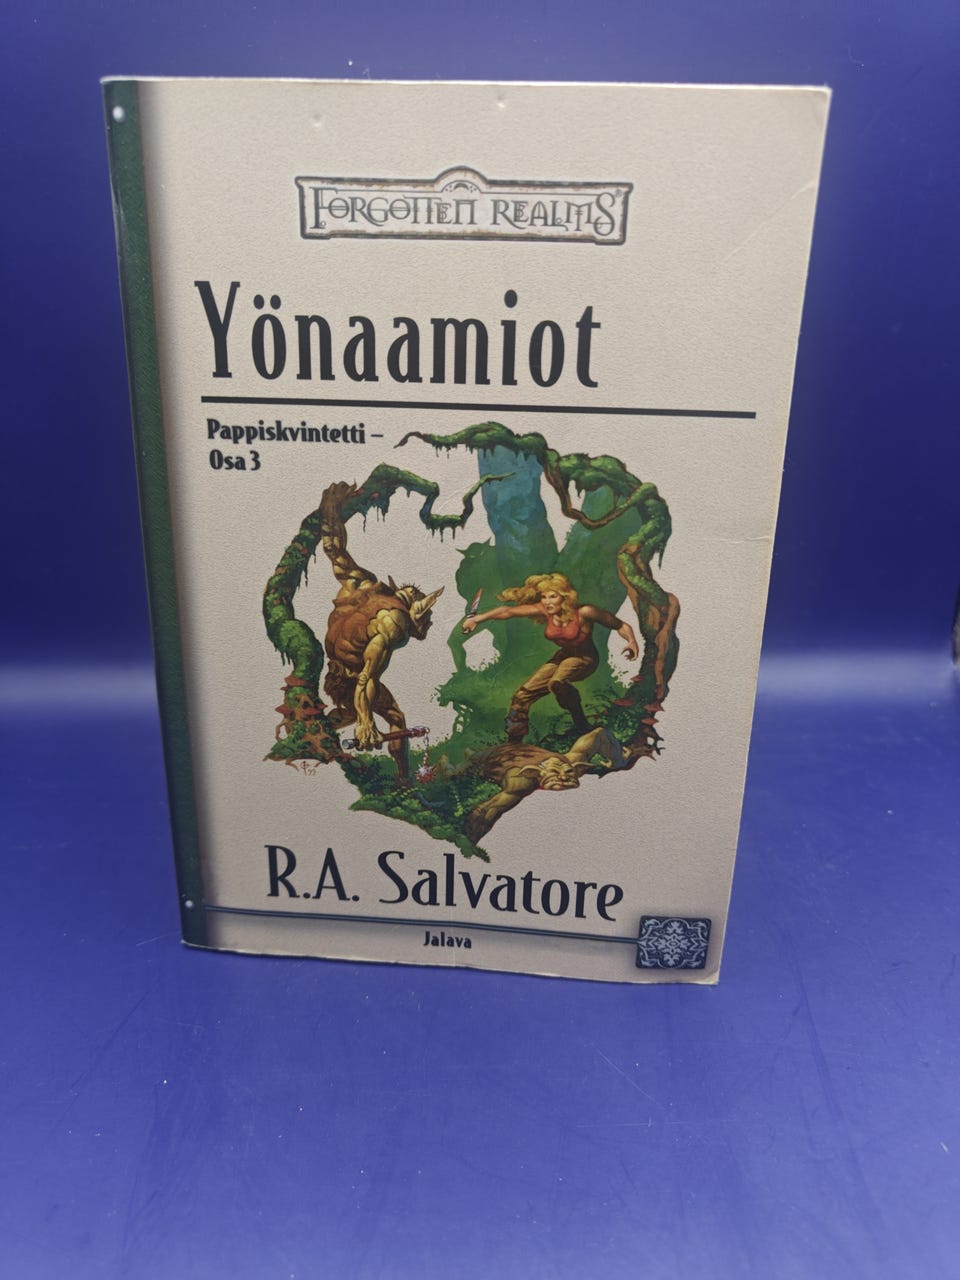 FORGOTTEN REALMS®
Yönaamiot
Pappiskvintetti –
Osa 3
R.A. Salvatore
Jalava